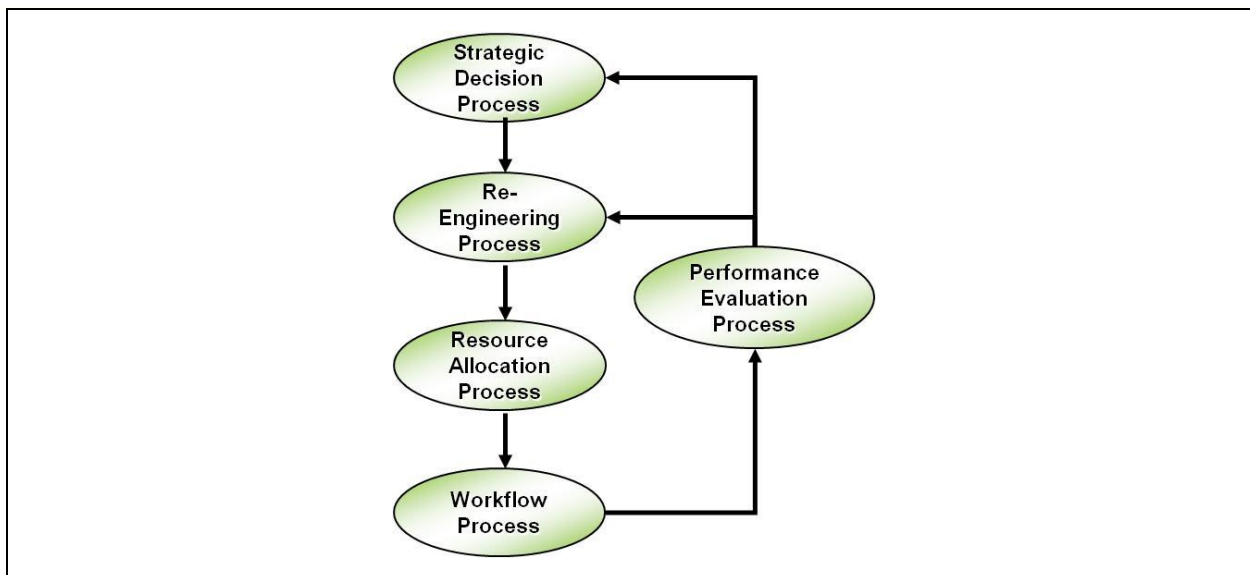 Strategic
Decision
Process
Re-
Engineering
Process
Performance
Evaluation
Process
Resource
Allocation
Process
Workflow
Process